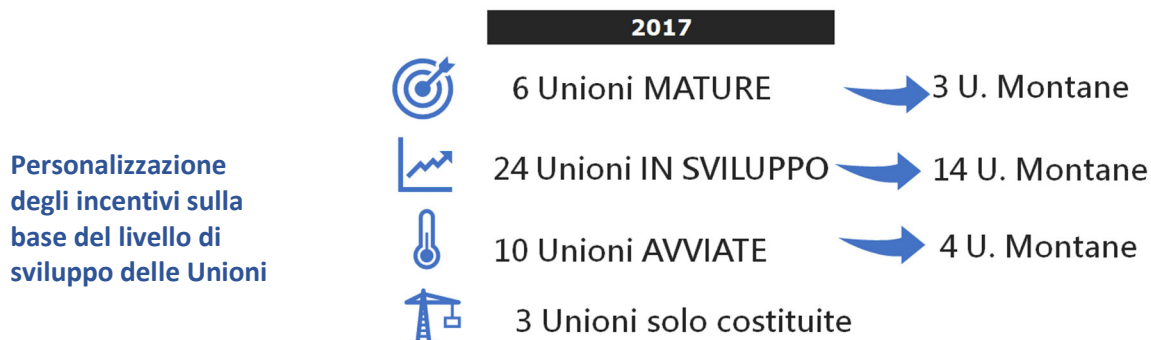 2017
6 Unioni MATURE
3 U. Montane
Personalizzazione
degli incentivi sulla
base del livello di
sviluppo delle Unioni
24 Unioni IN SVILUPPO
14 U. Montane
10 Unioni AVVIATE
4 U. Montane
3 Unioni solo costituite